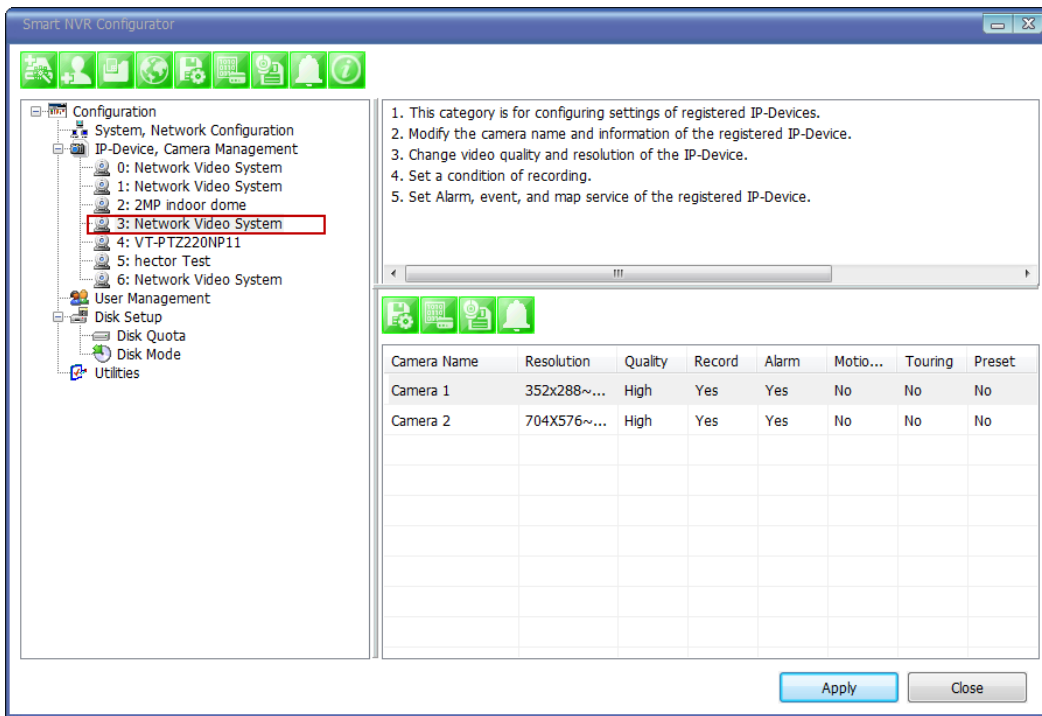 Smart NVR Configurator
Configuration
System, Network Configuration
IP-Device, Camera Management
0: Network Video System
1: Network Video System
2: 2MP indoor dome
3: Network Video System
4: VT-PTZ220NP11
5: hector Test
6: Network Video System
User Management
Disk Setup
Disk Quota
Disk Mode
Utilities
1. This category is for configuring settings of registered IP-Devices.
2. Modify the camera name and information of the registered IP-Device.
3. Change video quality and resolution of the IP-Device.
4. Set a condition of recording.
5. Set Alarm, event, and map service of the registered IP-Device.
Camera Name Resolution Quality Record Alarm Motio... Touring Preset
Camera 1 352x288~... High Yes Yes No No No
Camera 2 704X576~... High Yes Yes No No No
Apply Close